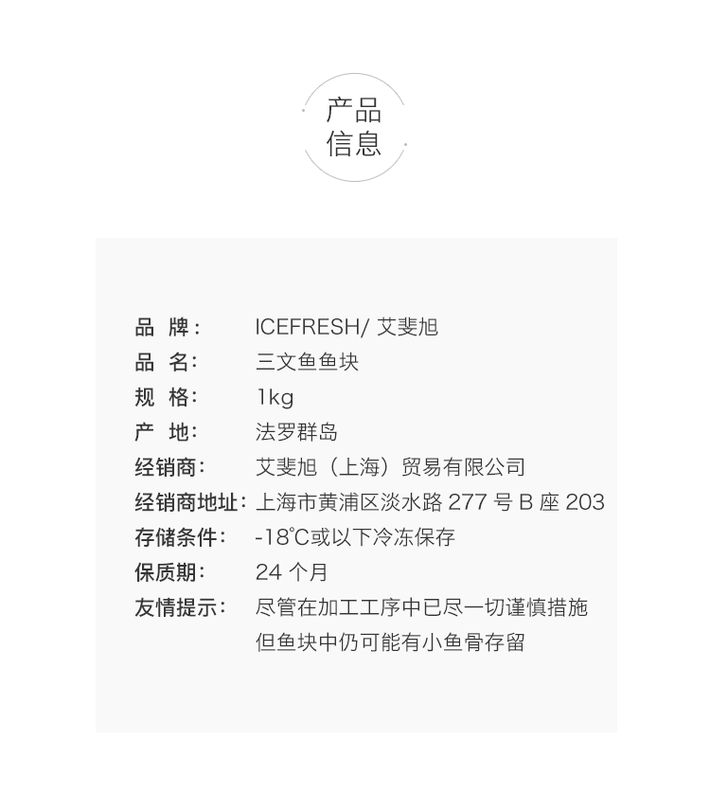 产品
信息
品 牌： ICEFRESH/ 艾斐旭
品 名： 三文鱼鱼块
规 格： 1kg
产 地： 法罗群岛
经销商： 艾斐旭（上海）贸易有限公司
经销商地址： 上海市黄浦区淡水路 277 号 B 座 203
存储条件： -18℃或以下冷冻保存
保质期： 24 个月
友情提示： 尽管在加工工序中已尽一切谨慎措施
但鱼块中仍可能有小鱼骨存留